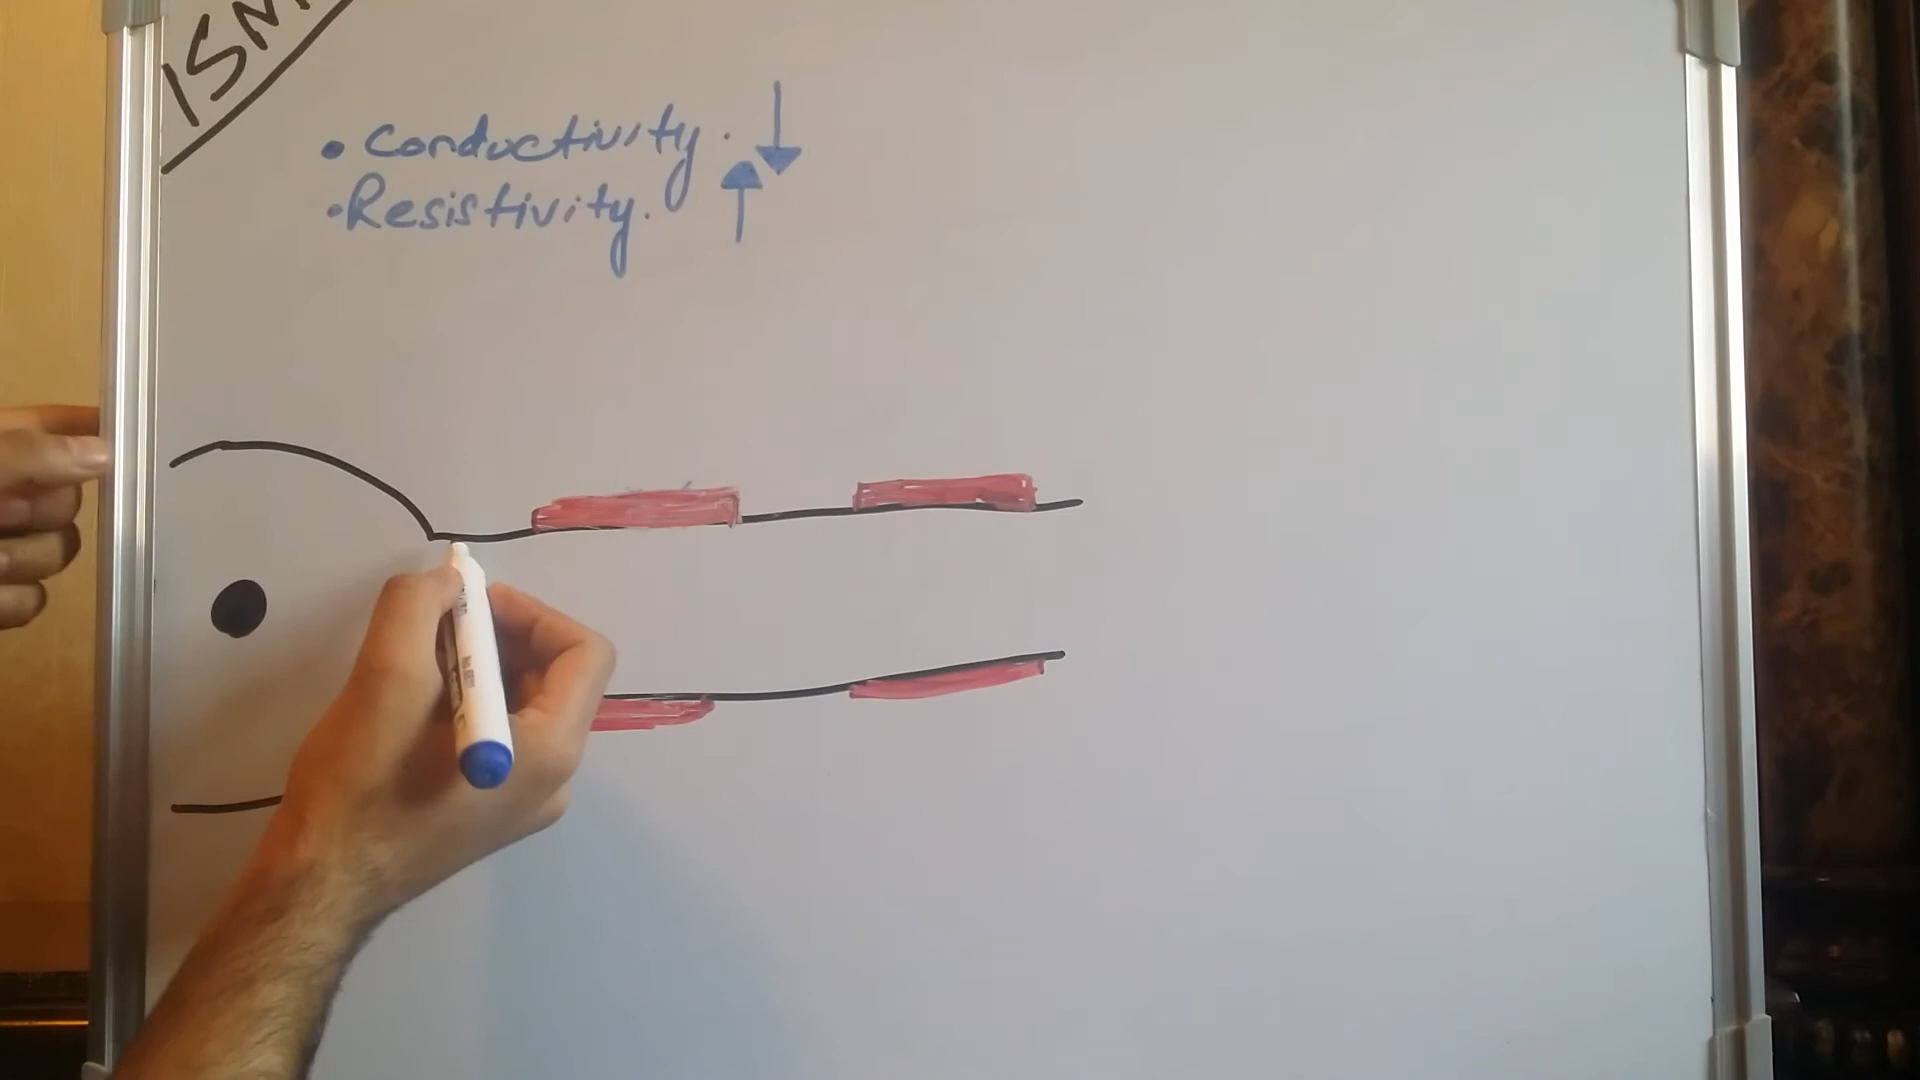 • Conductivity. ↓
• Resistivity. ↑